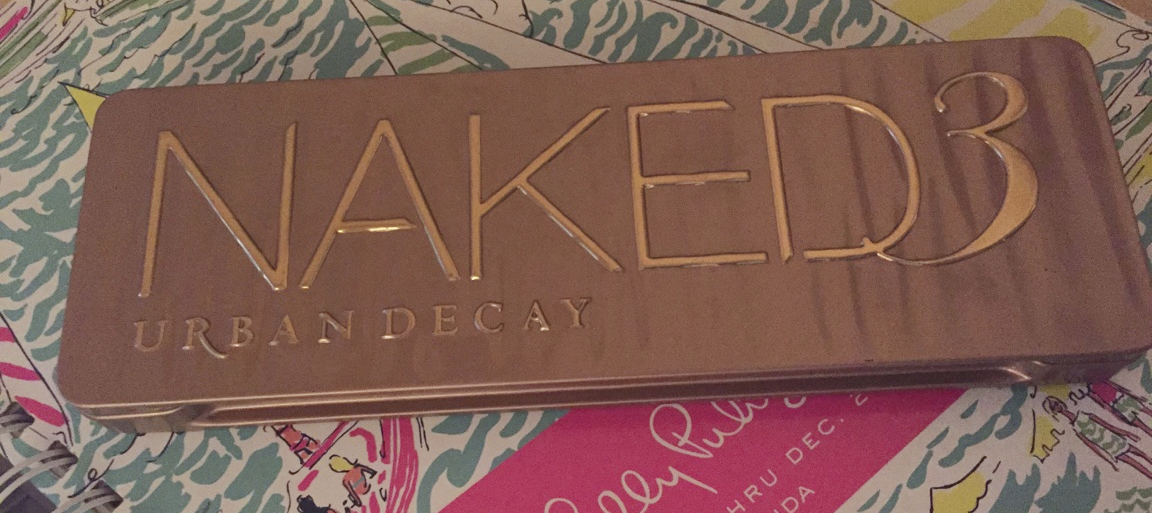 NAKED3
URBAN DECAY
THRU DEC.